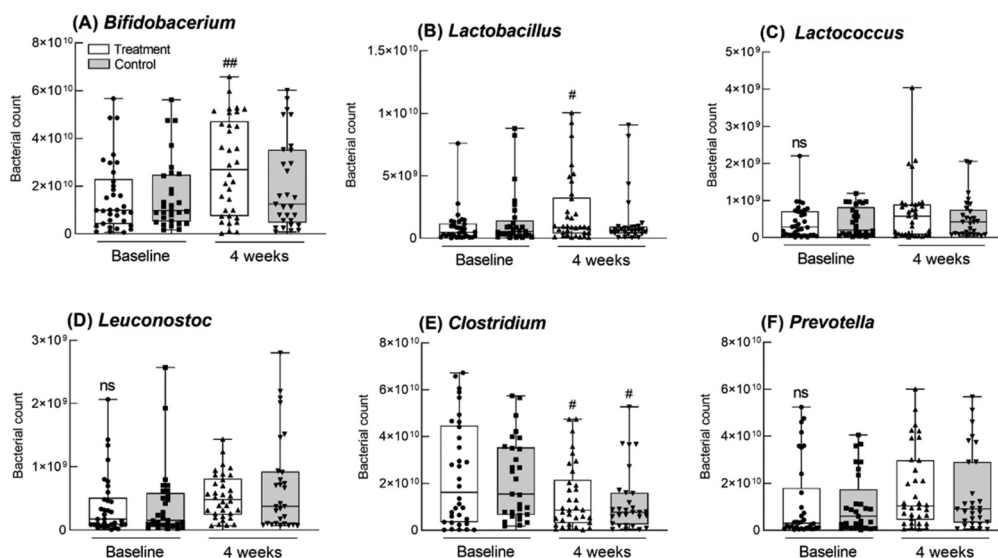 (A) Bifidobacerium
8×10¹⁰
6×10¹⁰
4×10¹⁰
2×10¹⁰
0
Bacterial count
Treatment
Control
##
Baseline
4 weeks
(B) Lactobacillus
1.5×10¹⁰
1×10¹⁰
5×10⁹
0
Bacterial count
#
Baseline
4 weeks
(C) Lactococcus
5×10⁹
4×10⁹
3×10⁹
2×10⁹
1×10⁹
0
Bacterial count
ns
Baseline
4 weeks
(D) Leuconostoc
3×10⁹
2×10⁹
1×10⁹
0
Bacterial count
ns
Baseline
4 weeks
(E) Clostridium
8×10¹⁰
6×10¹⁰
4×10¹⁰
2×10¹⁰
0
Bacterial count
#
#
Baseline
4 weeks
(F) Prevotella
8×10¹⁰
6×10¹⁰
4×10¹⁰
2×10¹⁰
0
Bacterial count
ns
Baseline
4 weeks